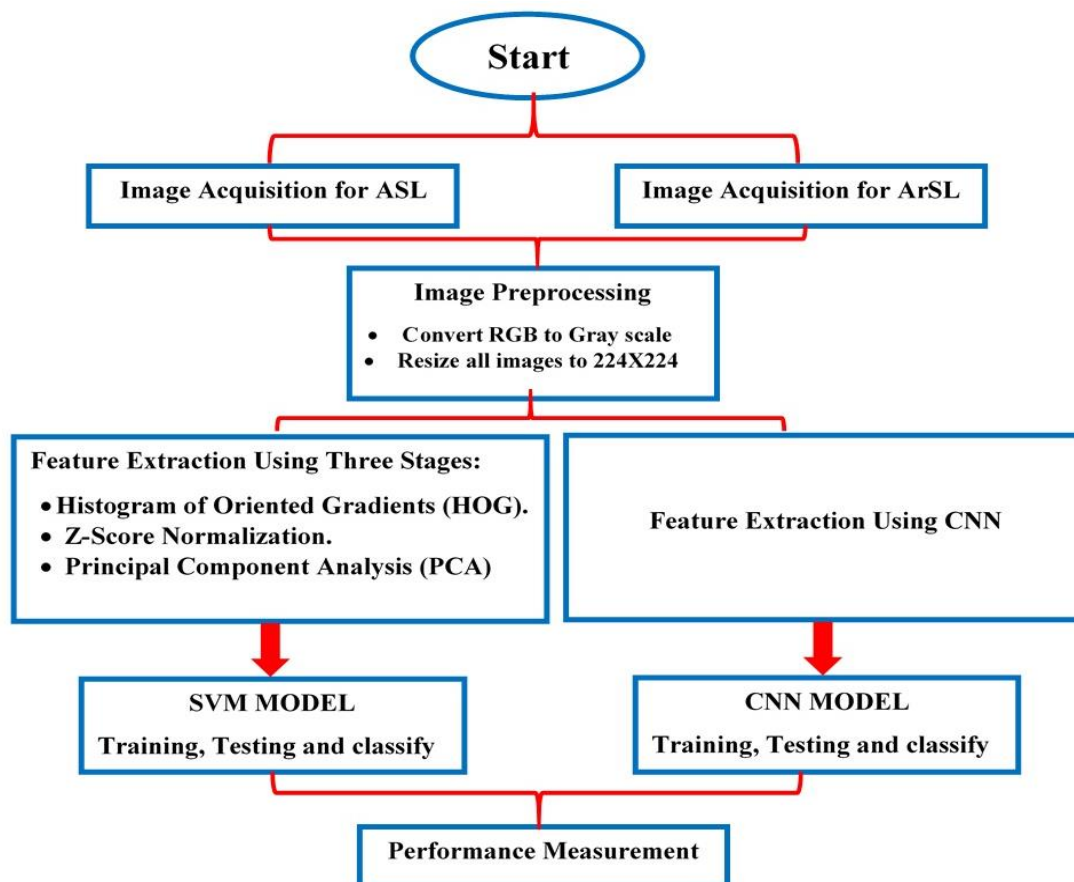 Start
Image Acquisition for ASL
Image Acquisition for ArSL
Image Preprocessing
• Convert RGB to Gray scale
• Resize all images to 224X224
Feature Extraction Using Three Stages:
• Histogram of Oriented Gradients (HOG).
• Z-Score Normalization.
• Principal Component Analysis (PCA)
Feature Extraction Using CNN
SVM MODEL
Training, Testing and classify
CNN MODEL
Training, Testing and classify
Performance Measurement